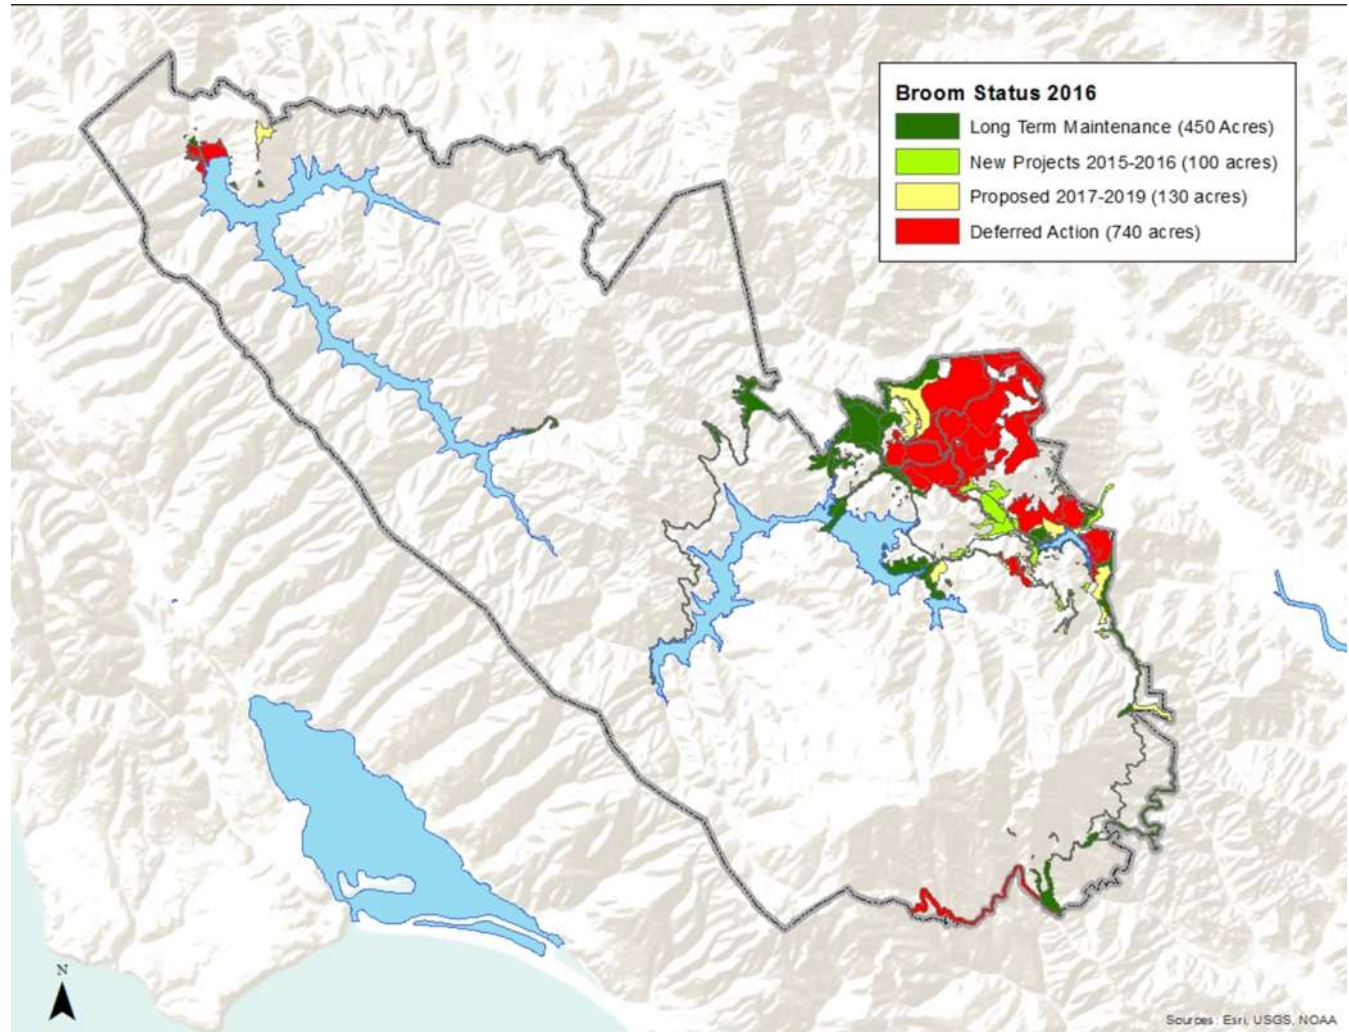 Broom Status 2016
Long Term Maintenance (450 Acres)
New Projects 2015-2016 (100 acres)
Proposed 2017-2019 (130 acres)
Deferred Action (740 acres)
N
Sources: Esri, USGS, NOAA